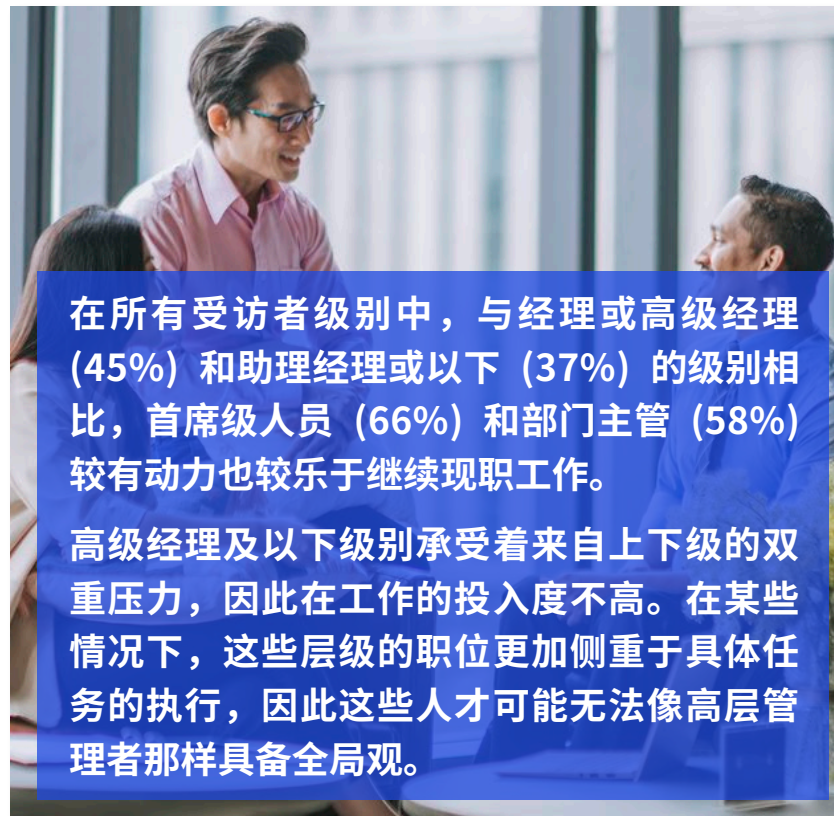 在所有受访者级别中，与经理或高级经理
(45%) 和助理经理或以下 (37%) 的级别相
比，首席级人员 (66%) 和部门主管 (58%)
较有动力也较乐于继续现职工作。
高级经理及以下级别承受着来自上下级的双
重压力，因此在工作的投入度不高。在某些
情况下，这些层级的职位更加侧重于具体任
务的执行，因此这些人才可能无法像高层管
理者那样具备全局观。